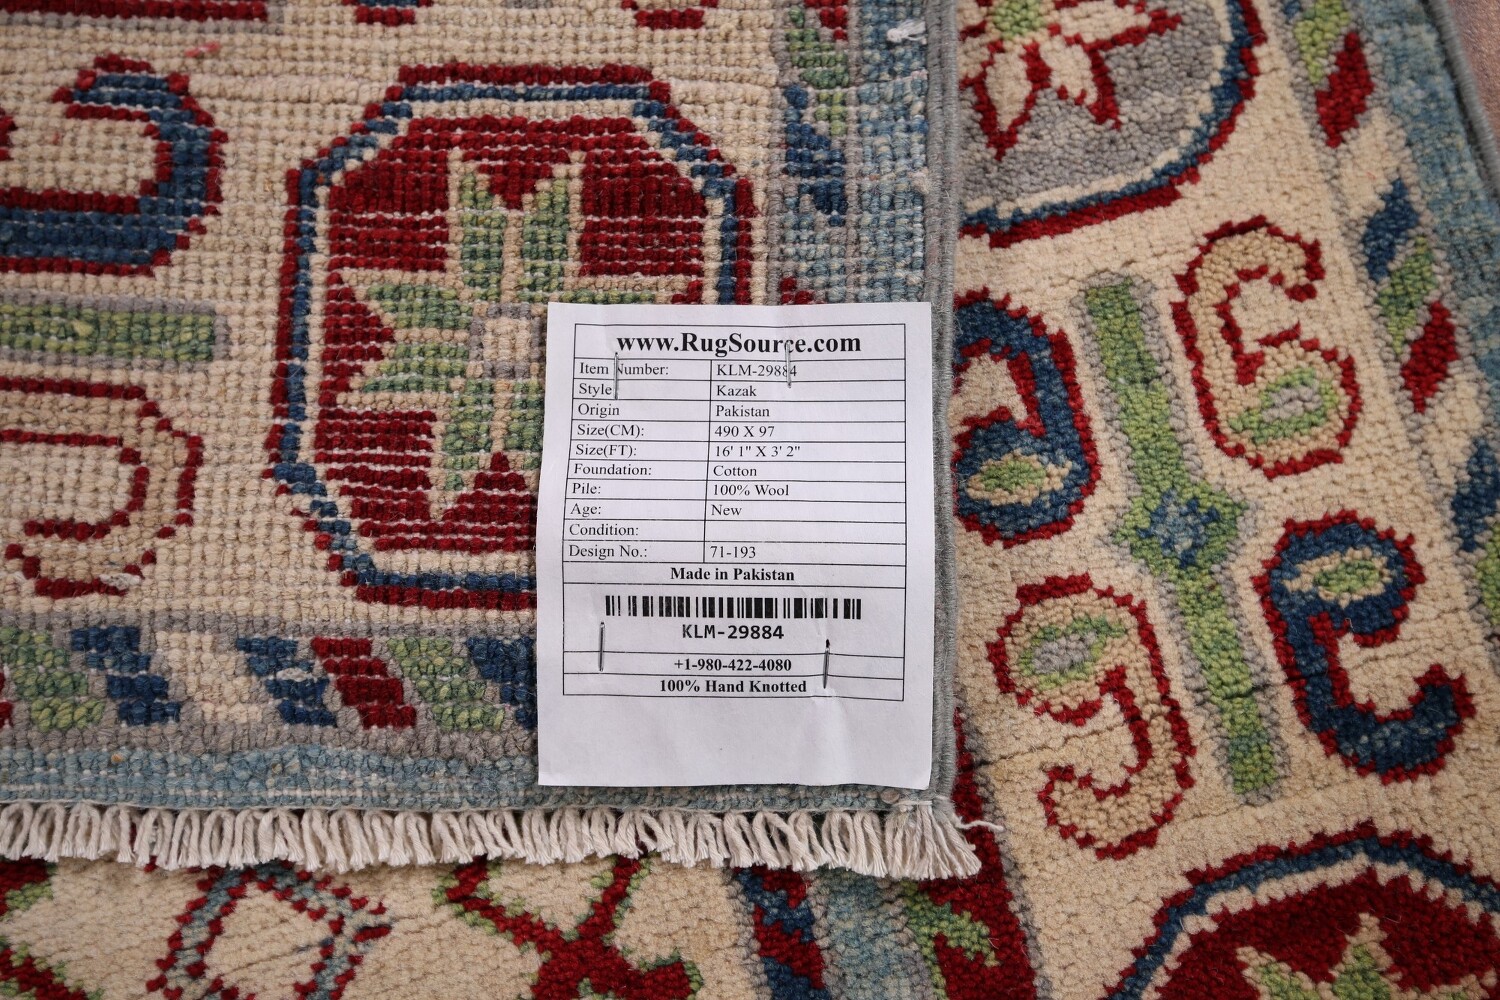 www.RugSource.com
Item Number: KLM-29884
Style Kazak
Origin Pakistan
Size(CM): 490 X 97
Size(FT): 16' 1" X 3' 2"
Foundation: Cotton
Pile: 100% Wool
Age: New
Condition:
Design No.: 71-193
Made in Pakistan
KLM-29884
+1-980-422-4080
100% Hand Knotted